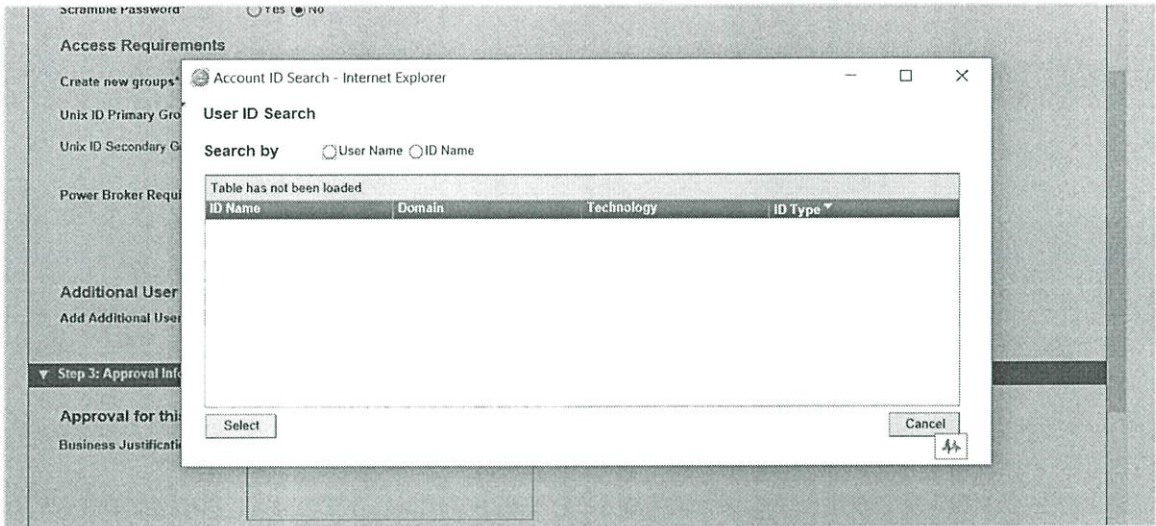 Scramble Password* Yes No
Access Requirements
Create new groups*
Unix ID Primary Gro
Unix ID Secondary G
Power Broker Requi
Additional User
Add Additional User
Step 3: Approval Info
Approval for this
Business Justificati
Account ID Search - Internet Explorer
User ID Search
Search by User Name ID Name
Table has not been loaded
ID Name Domain Technology ID Type
Select Cancel